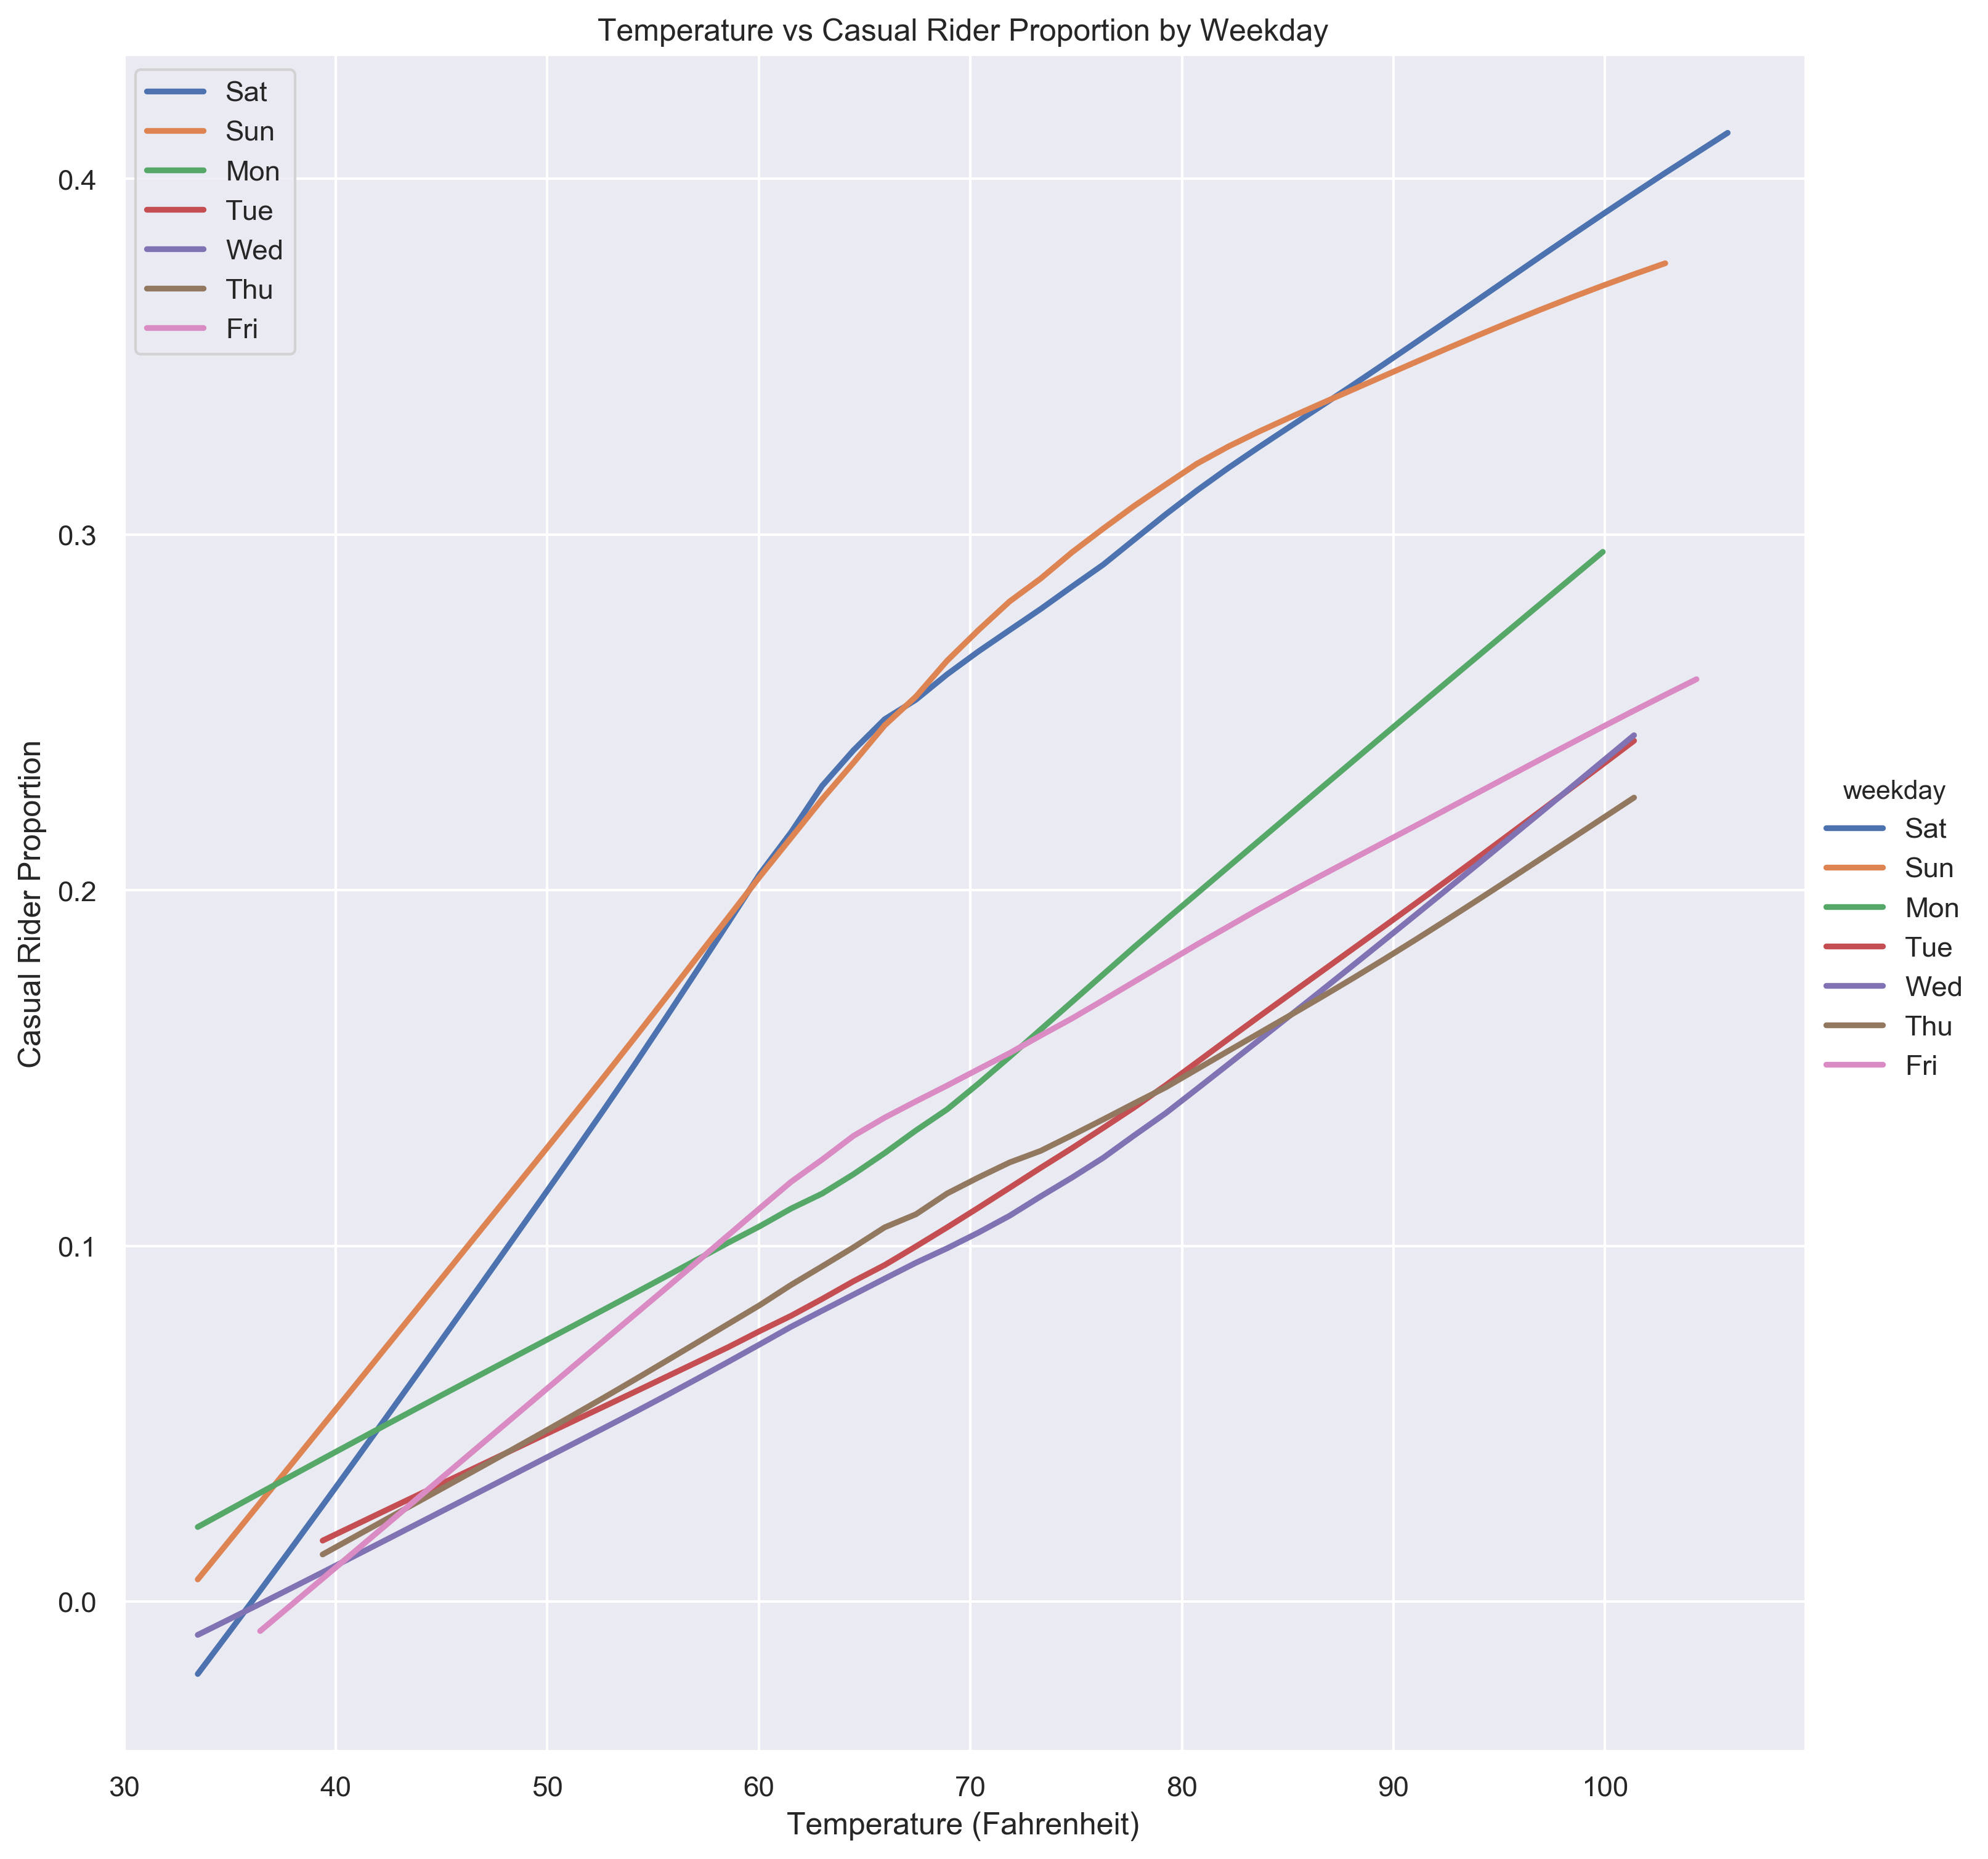 Temperature vs Casual Rider Proportion by Weekday
Sat
Sun
Mon
Tue
Wed
Thu
Fri
0.4
0.3
0.2
0.1
0.0
Casual Rider Proportion
30 40 50 60 70 80 90 100
Temperature (Fahrenheit)
weekday
Sat
Sun
Mon
Tue
Wed
Thu
Fri